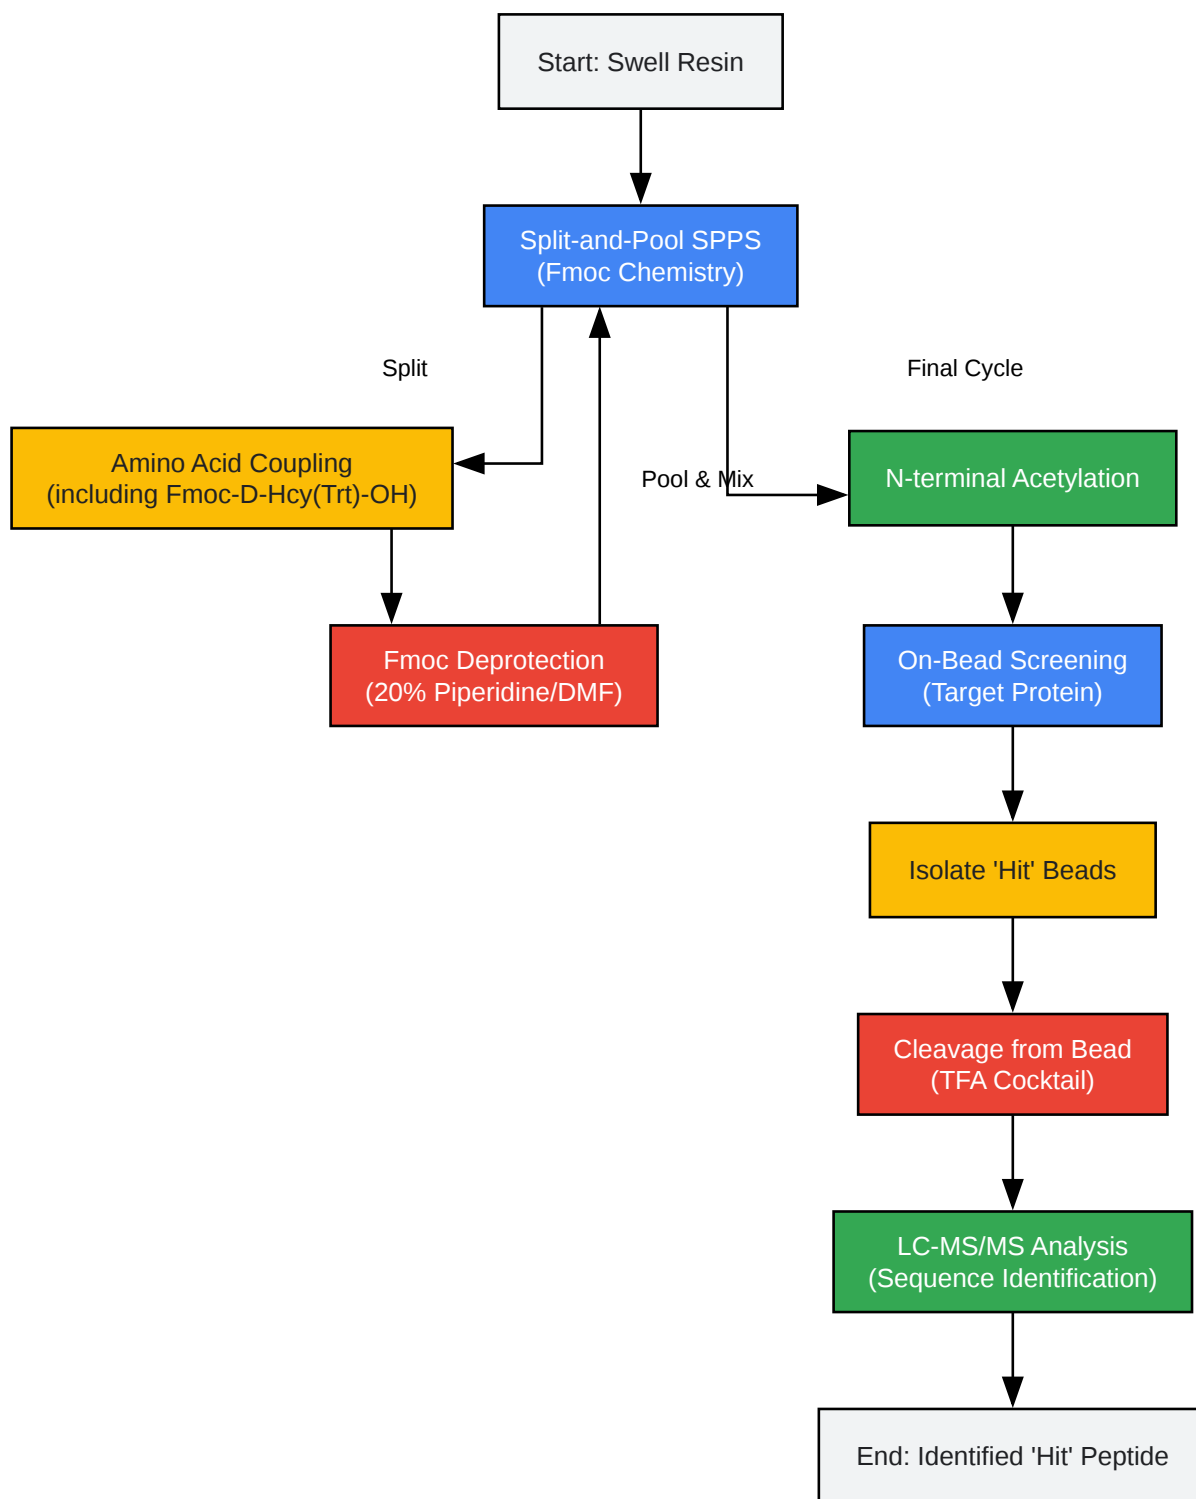 Start: Swell Resin
Split-and-Pool SPPS
(Fmoc Chemistry)
Split
Final Cycle
Amino Acid Coupling
(including Fmoc-D-Hcy(Trt)-OH)
Pool & Mix
N-terminal Acetylation
Fmoc Deprotection
(20% Piperidine/DMF)
On-Bead Screening
(Target Protein)
Isolate 'Hit' Beads
Cleavage from Bead
(TFA Cocktail)
LC-MS/MS Analysis
(Sequence Identification)
End: Identified 'Hit' Peptide